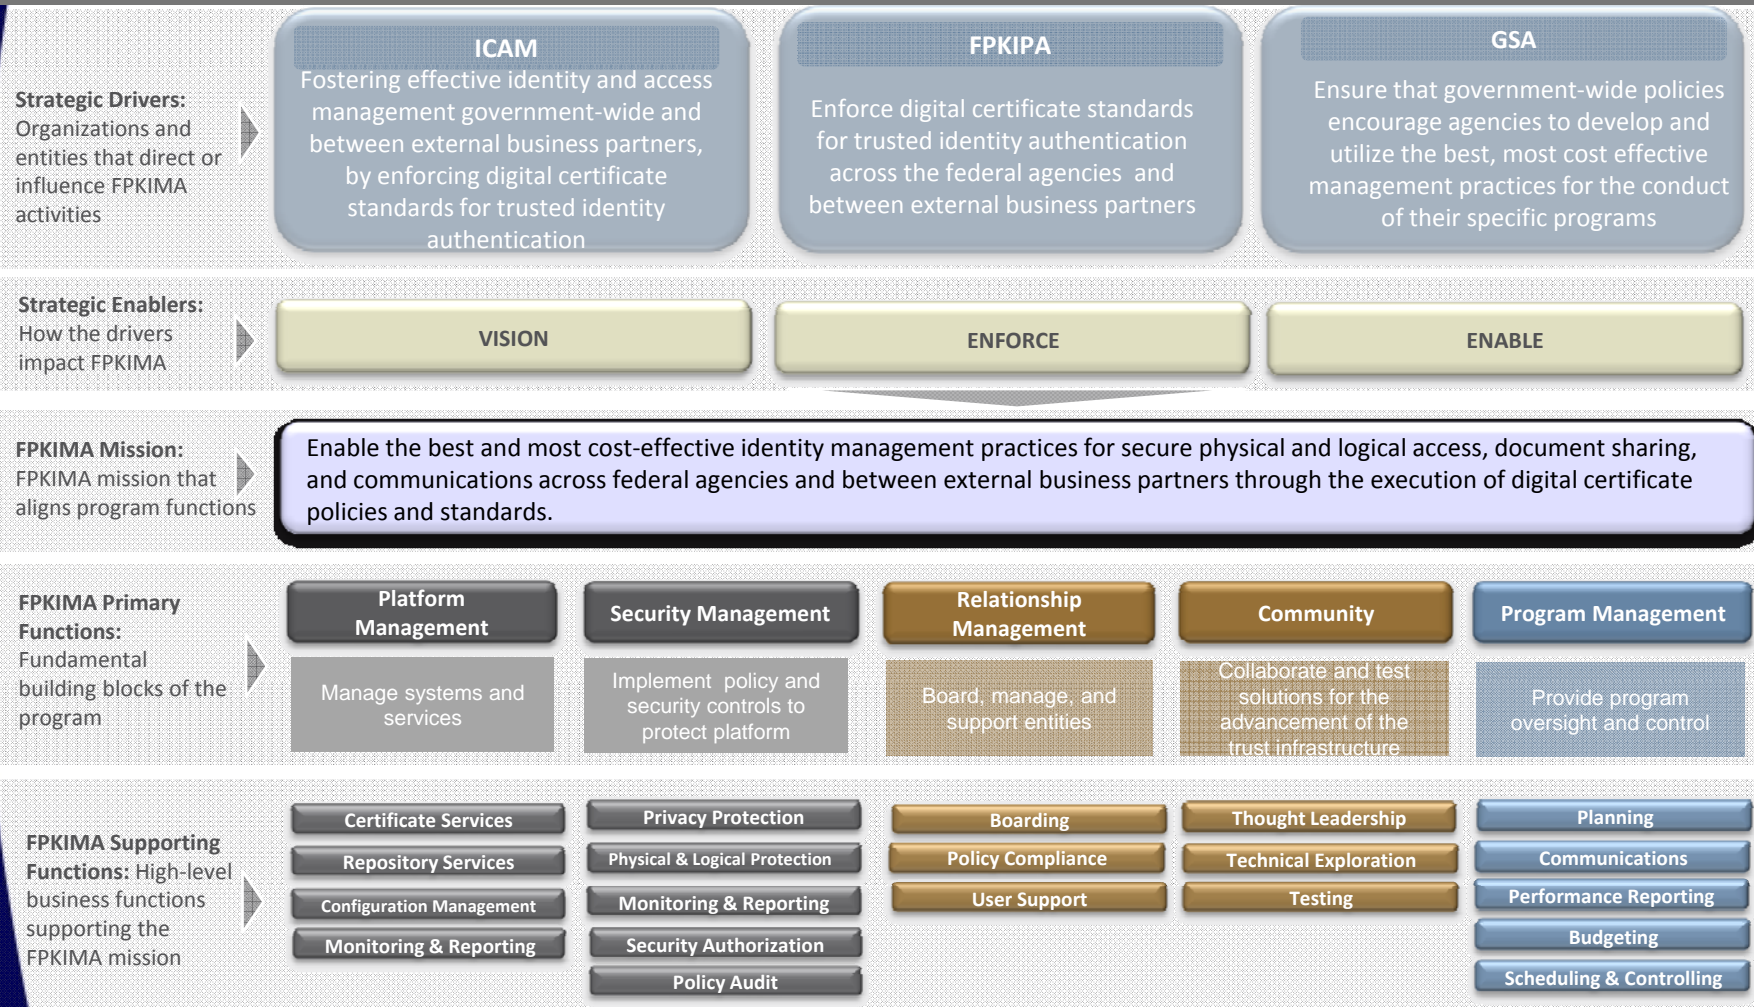 Strategic Drivers:
Organizations and
entities that direct or
influence FPKIMA
activities
ICAM
Fostering effective identity and access
management government-wide and
between external business partners,
by enforcing digital certificate
standards for trusted identity
authentication
FPKIPA
Enforce digital certificate standards
for trusted identity authentication
across the federal agencies and
between external business partners
GSA
Ensure that government-wide policies
encourage agencies to develop and
utilize the best, most cost effective
management practices for the conduct
of their specific programs
Strategic Enablers:
How the drivers
impact FPKIMA
VISION
ENFORCE
ENABLE
FPKIMA Mission:
FPKIMA mission that
aligns program functions
Enable the best and most cost-effective identity management practices for secure physical and logical access, document sharing,
and communications across federal agencies and between external business partners through the execution of digital certificate
policies and standards.
FPKIMA Primary
Functions:
Fundamental
building blocks of the
program
Platform
Management
Manage systems and
services
Security Management
Implement policy and
security controls to
protect platform
Relationship
Management
Board, manage, and
support entities
Community
Collaborate and test
solutions for the
advancement of the
trust infrastructure
Program Management
Provide program
oversight and control
FPKIMA Supporting
Functions: High-level
business functions
supporting the
FPKIMA mission
Certificate Services
Repository Services
Configuration Management
Monitoring & Reporting
Privacy Protection
Physical & Logical Protection
Monitoring & Reporting
Security Authorization
Policy Audit
Boarding
Policy Compliance
User Support
Thought Leadership
Technical Exploration
Testing
Planning
Communications
Performance Reporting
Budgeting
Scheduling & Controlling